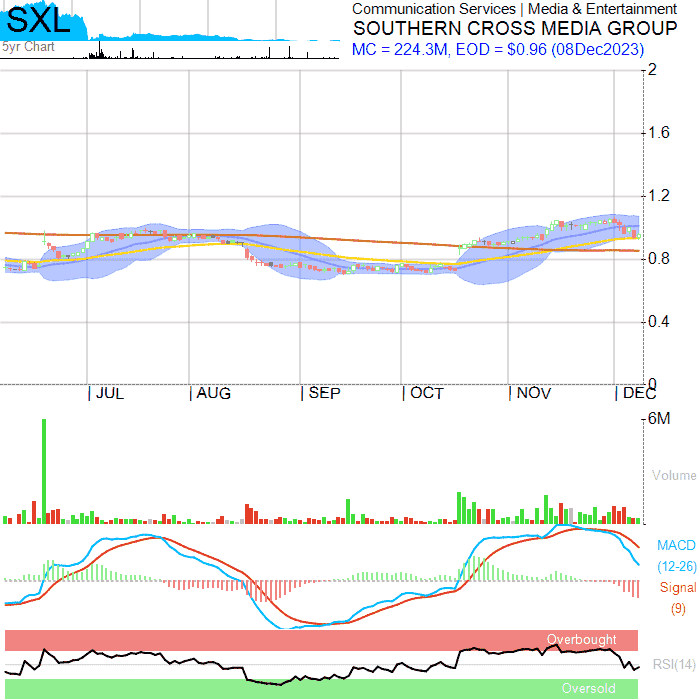 SXL
5yr Chart
Communication Services | Media & Entertainment
SOUTHERN CROSS MEDIA GROUP
MC = 224.3M, EOD = $0.96 (08Dec2023)
2
1.6
1.2
0.8
0.4
0
| JUL | AUG | SEP | OCT | NOV | DEC
6M
Volume
MACD
(12-26)
Signal
(9)
Overbought
RSI(14)
Oversold